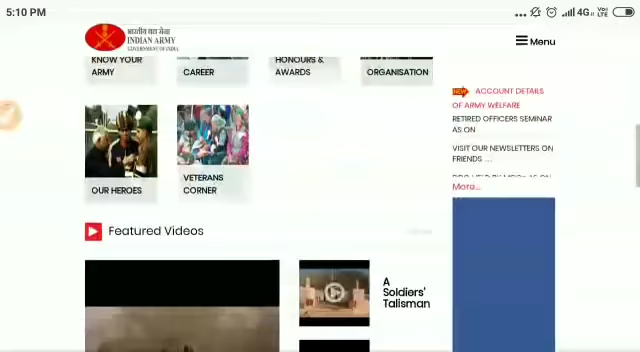 5:10 PM
4G
Vo
LTE
भारतीय थल सेना
INDIAN ARMY
GOVERNMENT OF INDIA
Menu
KNOW YOUR
ARMY
CAREER
HONOURS &
AWARDS
ORGANISATION
NEW ACCOUNT DETAILS
OF ARMY WELFARE
RETIRED OFFICERS SEMINAR
AS ON
VISIT OUR NEWSLETTERS ON
FRIENDS ...
More...
OUR HEROES
VETERANS
CORNER
Featured Videos
A
Soldiers'
Talisman